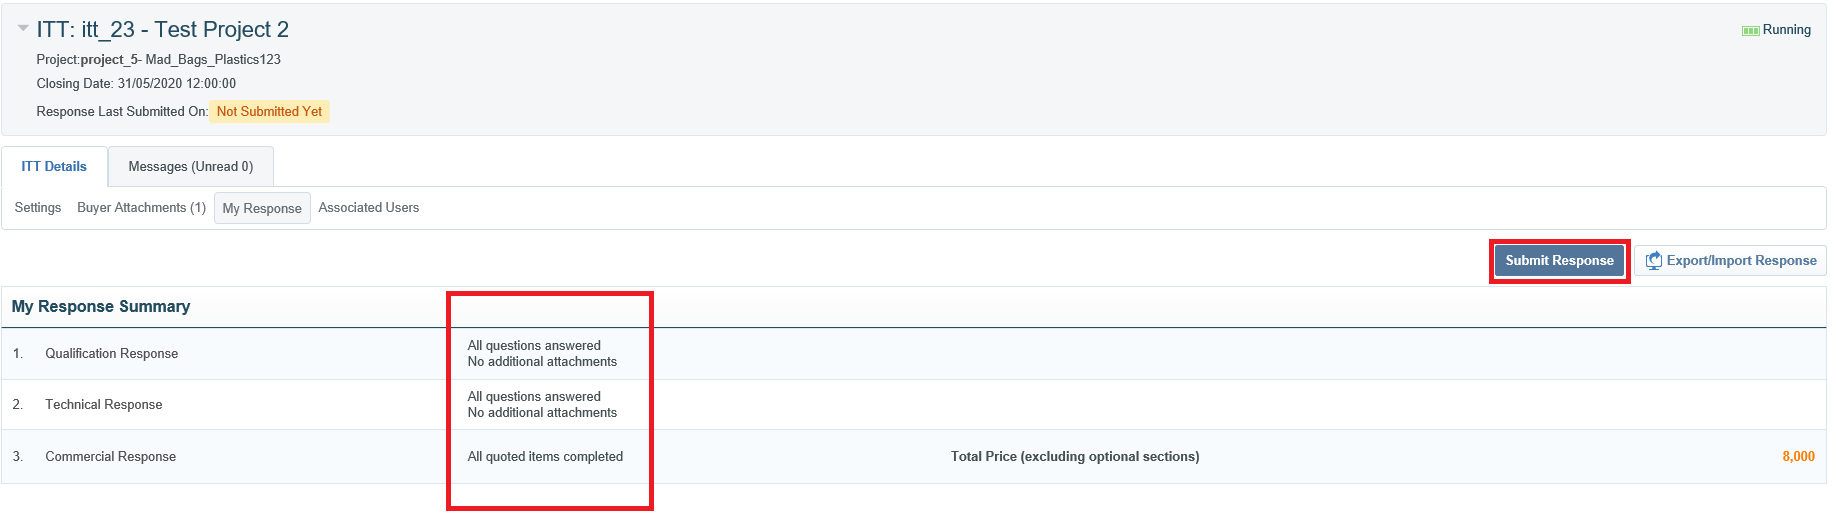 ITT: itt_23 - Test Project 2
Running
Project:project_5- Mad_Bags_Plastics123
Closing Date: 31/05/2020 12:00:00
Response Last Submitted On: Not Submitted Yet
ITT Details
Messages (Unread 0)
Settings
Buyer Attachments (1)
My Response
Associated Users
Submit Response
Export/Import Response
My Response Summary
1. Qualification Response
All questions answered
No additional attachments
2. Technical Response
All questions answered
No additional attachments
3. Commercial Response
All quoted items completed
Total Price (excluding optional sections)
8,000